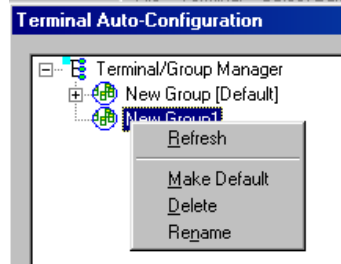 Terminal Auto-Configuration
Terminal/Group Manager
New Group [Default]
New Group1
Refresh
Make Default
Delete
Rename